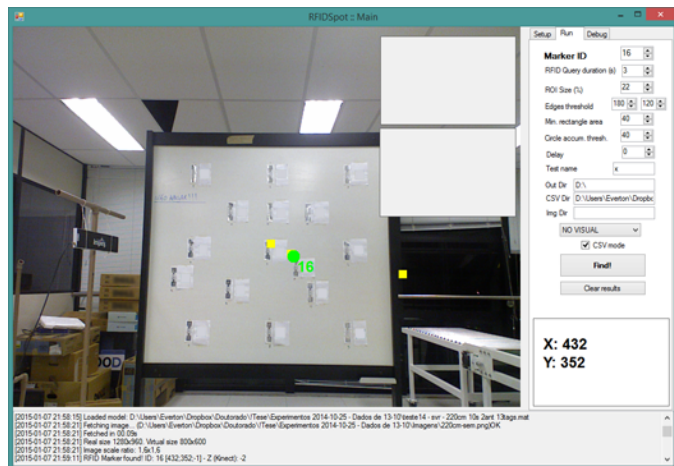 RFIDSpot :: Main
Setup Run Debug
Marker ID 16
RFID Query duration (s) 3
ROI Size (%) 22
Edges threshold 180 120
Min. rectangle area 40
Circle accum. thresh. 40
Delay 0
Test name x
Out Dir D:\
CSV Dir D:\Users\Everton\Dropbc
Img Dir
NO VISUAL
CSV mode
Find!
Clear results
16
X: 432
Y: 352
[2015-01-07 21:58:15] Loaded model: D:\Users\Everton\Dropbox\Doutorado\!Tese\Experimentos 2014-10-25 - Dados de 13-10\teste14 - svr - 220cm 10s 2ant 13tags.mat
[2015-01-07 21:58:21] Fetching image... (D:\Users\Everton\Dropbox\Doutorado\!Tese\Experimentos 2014-10-25 - Dados de 13-10\Imagens\220cm-sem.png)OK
[2015-01-07 21:58:21] Fetched in 00.09s
[2015-01-07 21:58:21] Real size 1280x960. Virtual size 800x600
[2015-01-07 21:58:21] Image scale ratio: 1,6x1,6
[2015-01-07 21:59:11] RFID Marker found! ID: 16 [432;352;-1] - Z (Kinect): -2